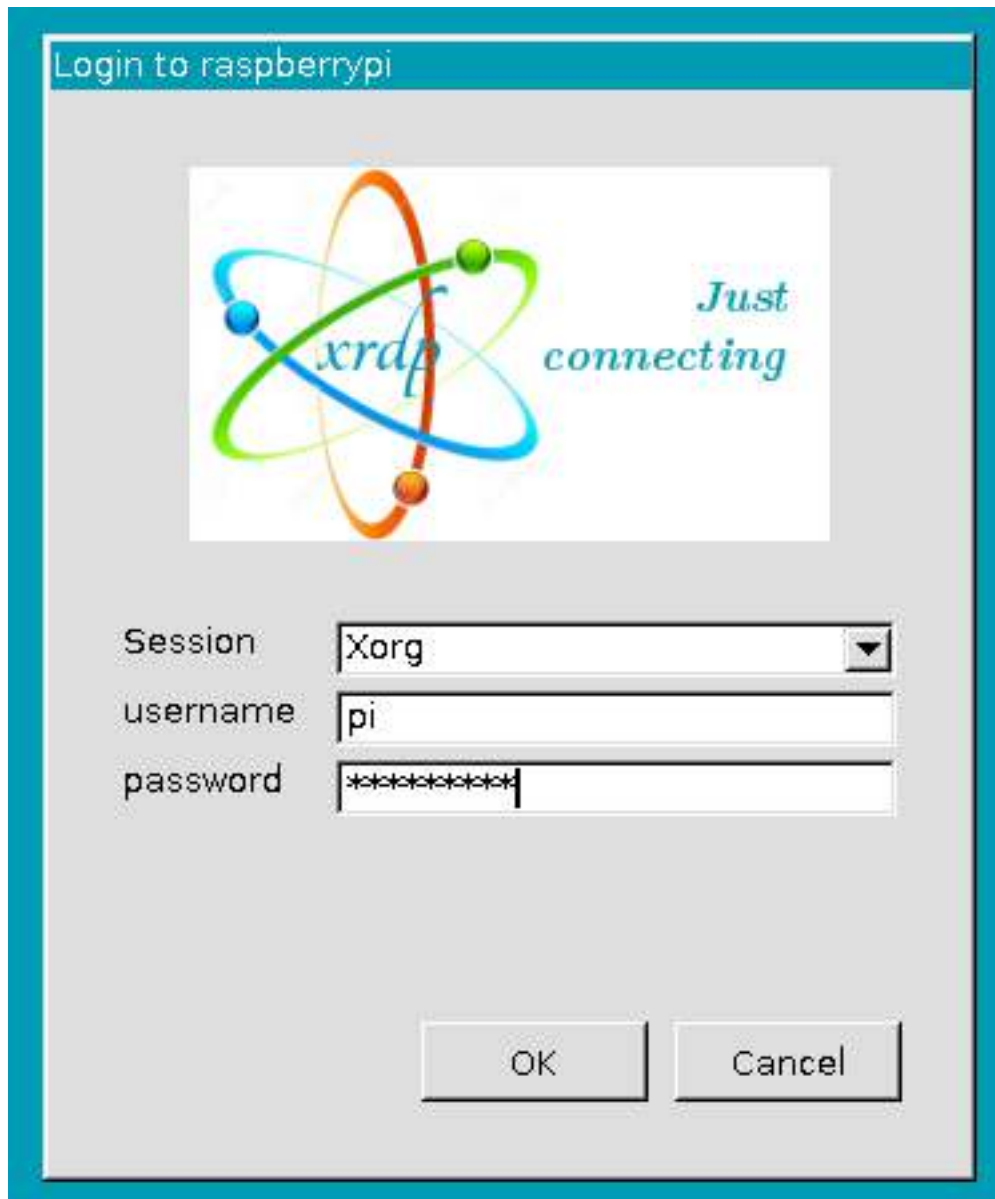 Login to raspberrypi
xrdp
Just
connecting
Session
Xorg
username
pi
password
*********
OK
Cancel